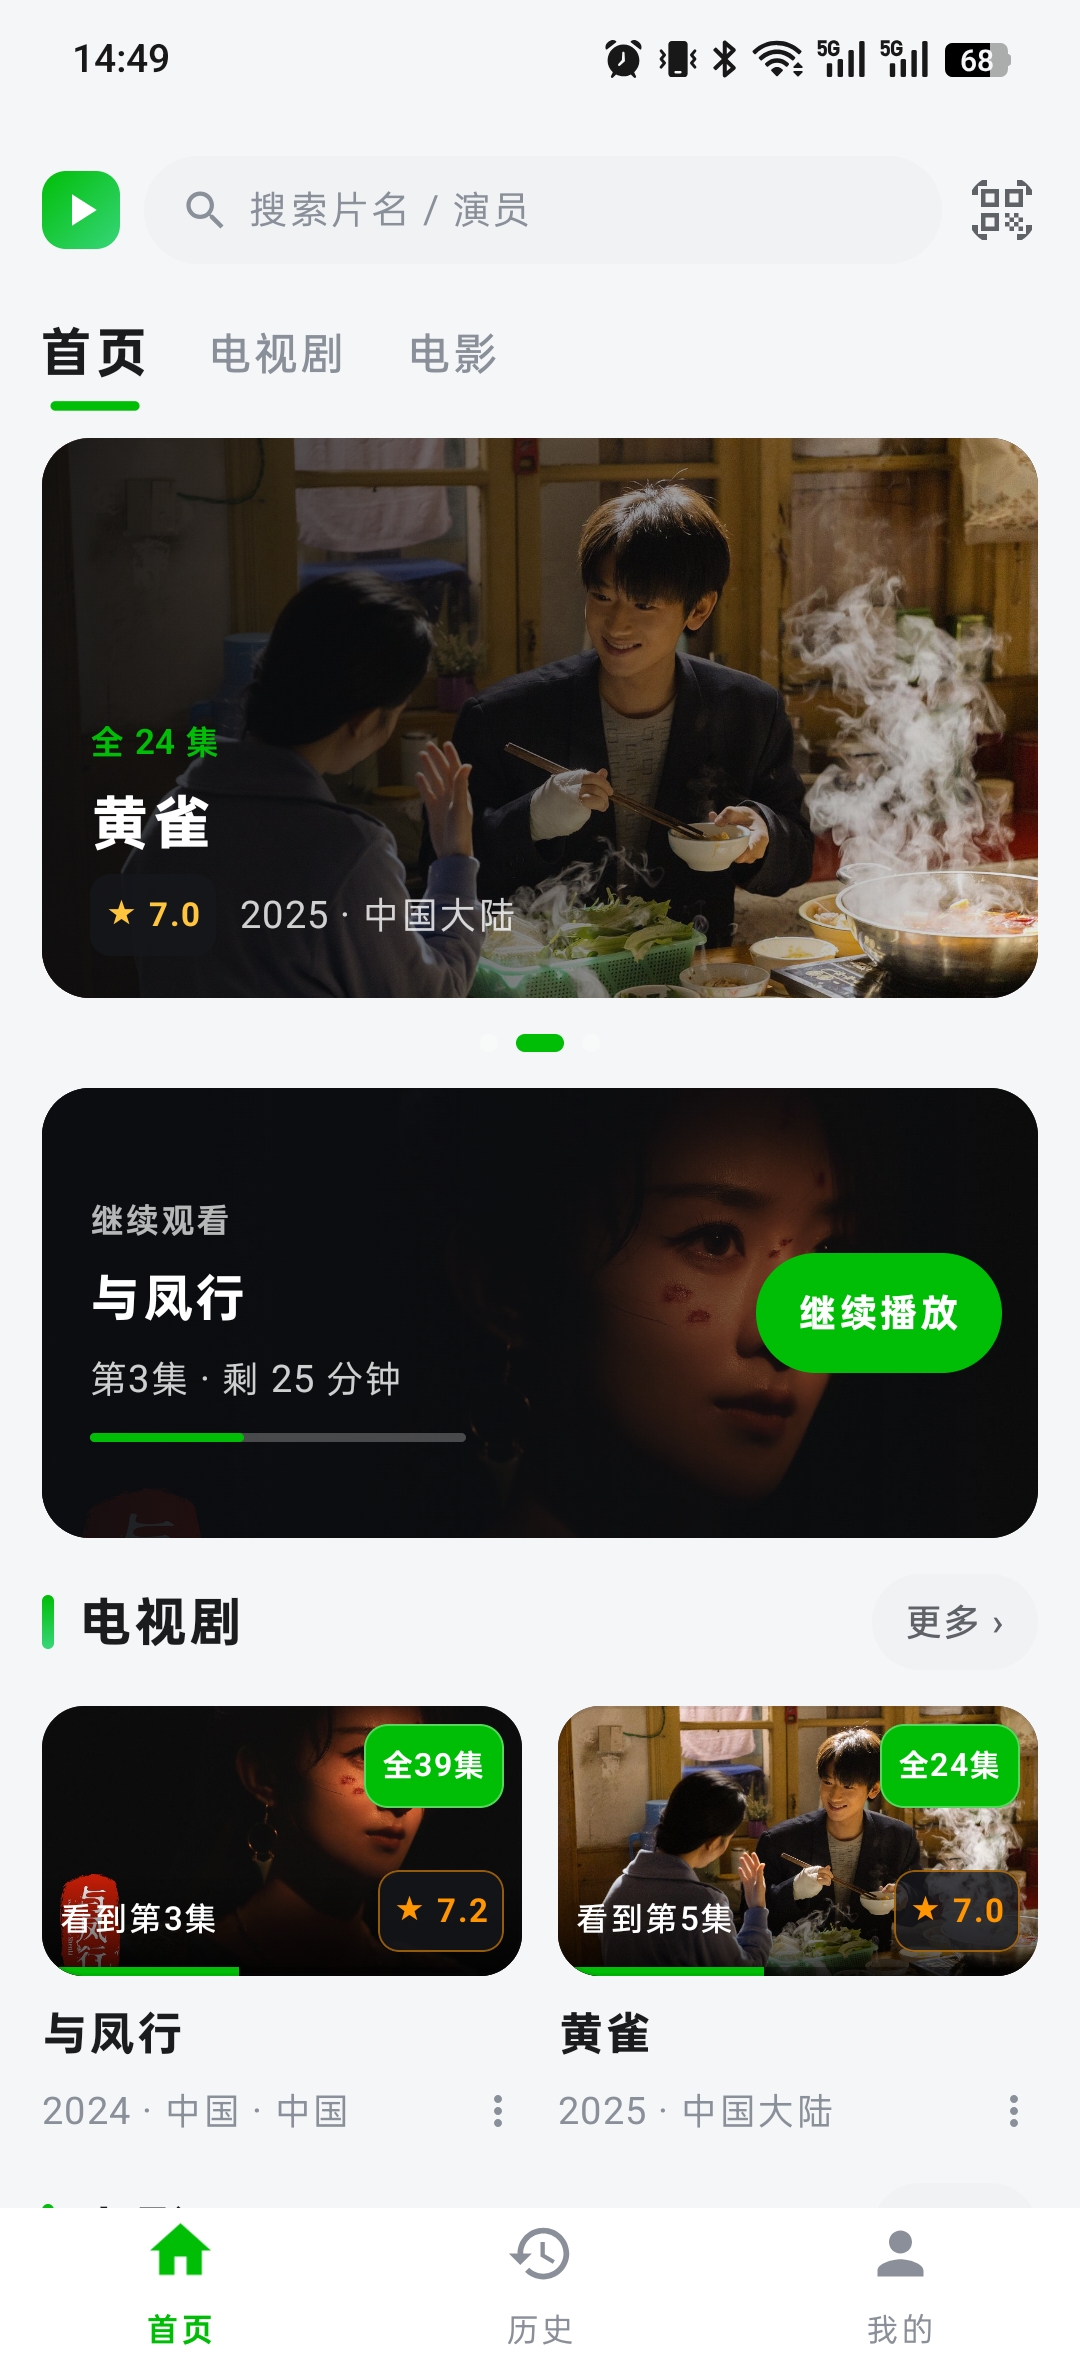 14:49
5G 5G 68
搜索片名 / 演员
首页 电视剧 电影
全 24 集
黄雀
★ 7.0 2025 · 中国大陆
继续观看
与凤行
第3集 · 剩 25 分钟
继续播放
电视剧
更多 ›
全39集
看到第3集
★ 7.2
与凤行
2024 · 中国 · 中国
全24集
看到第5集
★ 7.0
黄雀
2025 · 中国大陆
首页 历史 我的